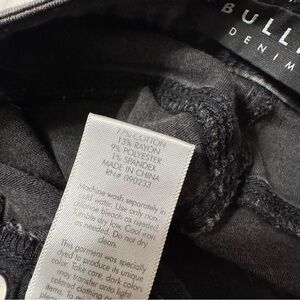 BULL
DENIM
77% COTTON
13% RAYON
9% POLYESTER
1% SPANDEX
MADE IN CHINA
RN# 090233
Machine wash separately in
cold water. Use only non-
chlorine bleach as needed.
Tumble dry low. Cool iron
as needed. Do not dry
clean.
This garment was specially
dyed to produce its unique
color. Take care, dark colors
may transfer onto light
colored clothing or